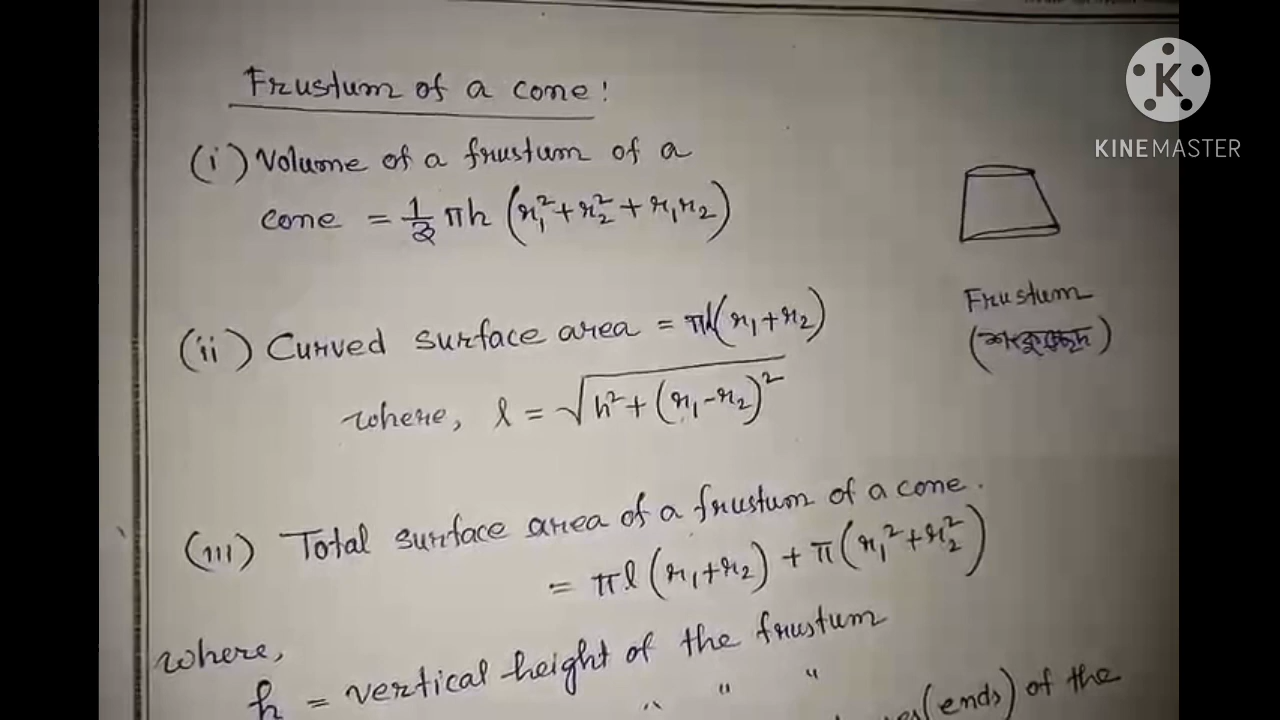 Frustum of a cone:
(i) Volume of a frustum of a
cone = 1/3 πh (r₁² + r₂² + r₁r₂)
(ii) Curved surface area = πl(r₁+r₂)
where, l = √(h² + (r₁-r₂)²)
(iii) Total surface area of a frustum of a cone.
= πl (r₁+r₂) + π(r₁²+r₂²)
where,
h = vertical height of the frustum
" " "
(ends) of the
Frustum
K
KINEMASTER